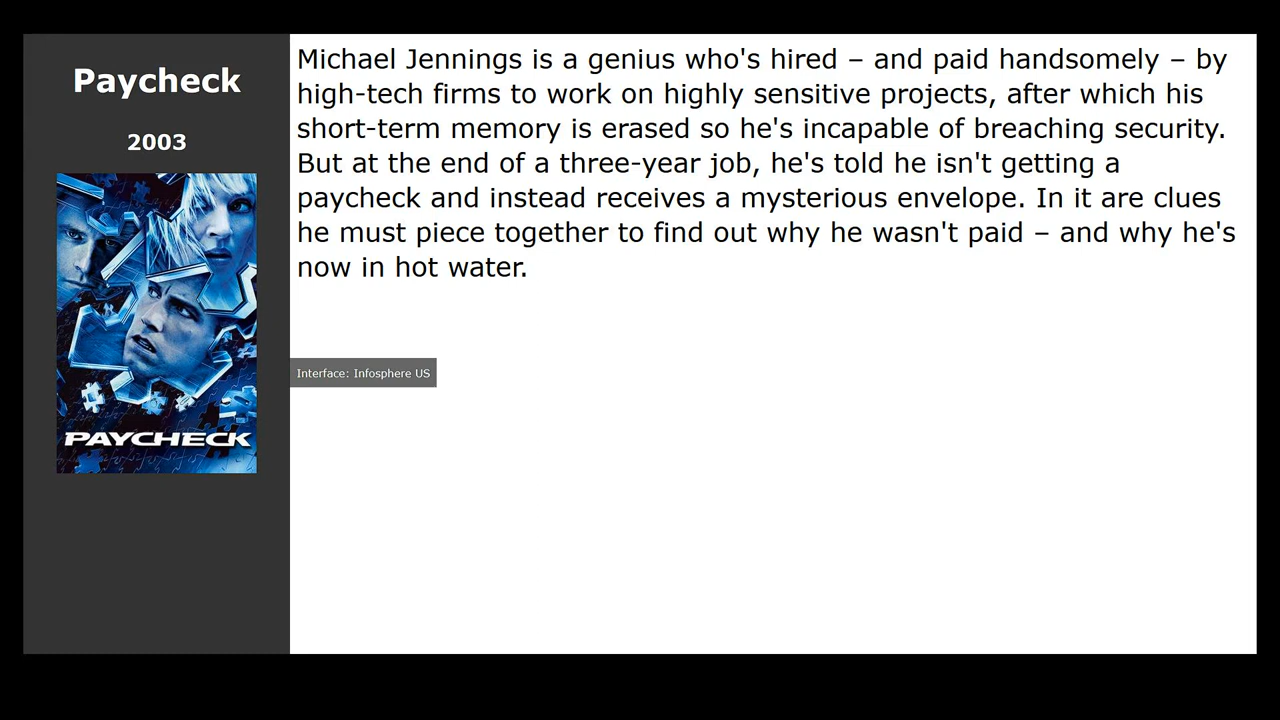 Paycheck
2003
PAYCHECK
Michael Jennings is a genius who's hired – and paid handsomely – by
high-tech firms to work on highly sensitive projects, after which his
short-term memory is erased so he's incapable of breaching security.
But at the end of a three-year job, he's told he isn't getting a
paycheck and instead receives a mysterious envelope. In it are clues
he must piece together to find out why he wasn't paid – and why he's
now in hot water.
Interface: Infosphere US